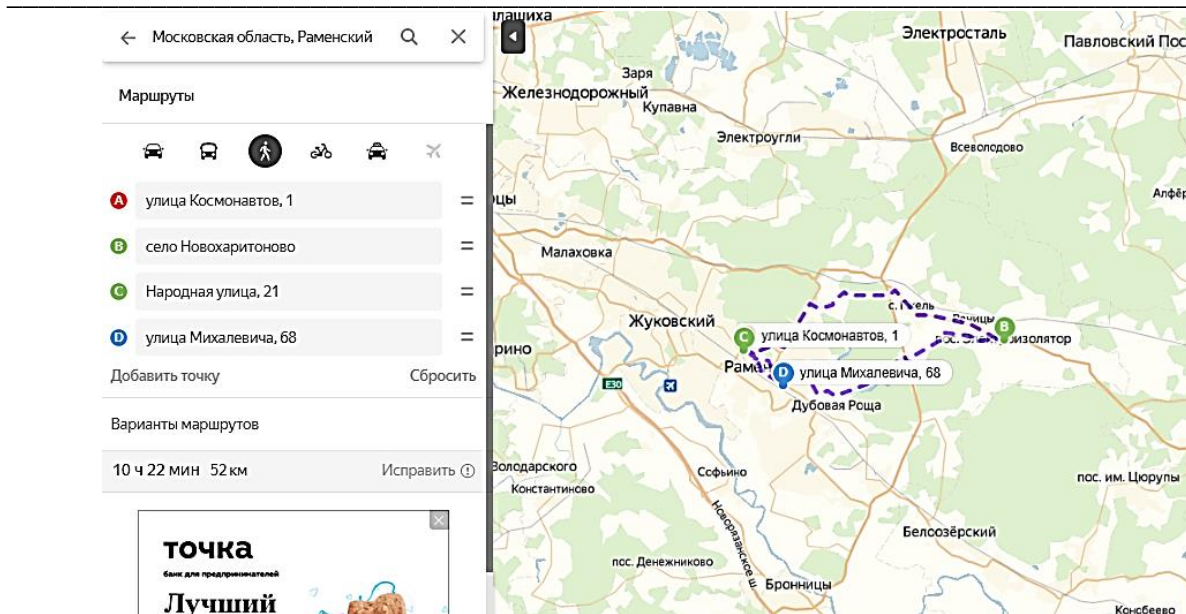 Московская область, Раменский
Маршруты
A улица Космонавтов, 1
B село Новохаритоново
C Народная улица, 21
D улица Михалевича, 68
Добавить точку Сбросить
Варианты маршрутов
10 ч 22 мин 52 км Исправить
точка
банк для предпринимателей
Лучший
Электросталь
Заря
Железнодорожный
Купавна
Электроугли
Всеволодово
Малаховка
Жуковский
B
C улица Космонавтов, 1
D улица Михалевича, 68
E30
Дубовая Роща
Софьино
Володарского
Константиново
пос. им. Цюрупы
Новорязанское ш.
Белоозёрский
пос. Денежниково
Бронницы